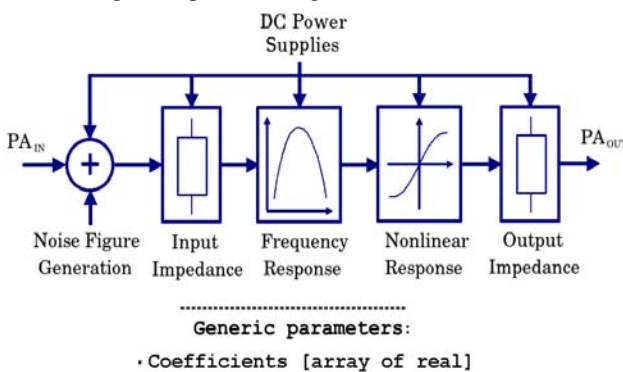 DC Power
Supplies
PA IN
+
PA OUT
Noise Figure
Generation
Input
Impedance
Frequency
Response
Nonlinear
Response
Output
Impedance
Generic parameters:
·Coefficients [array of real]